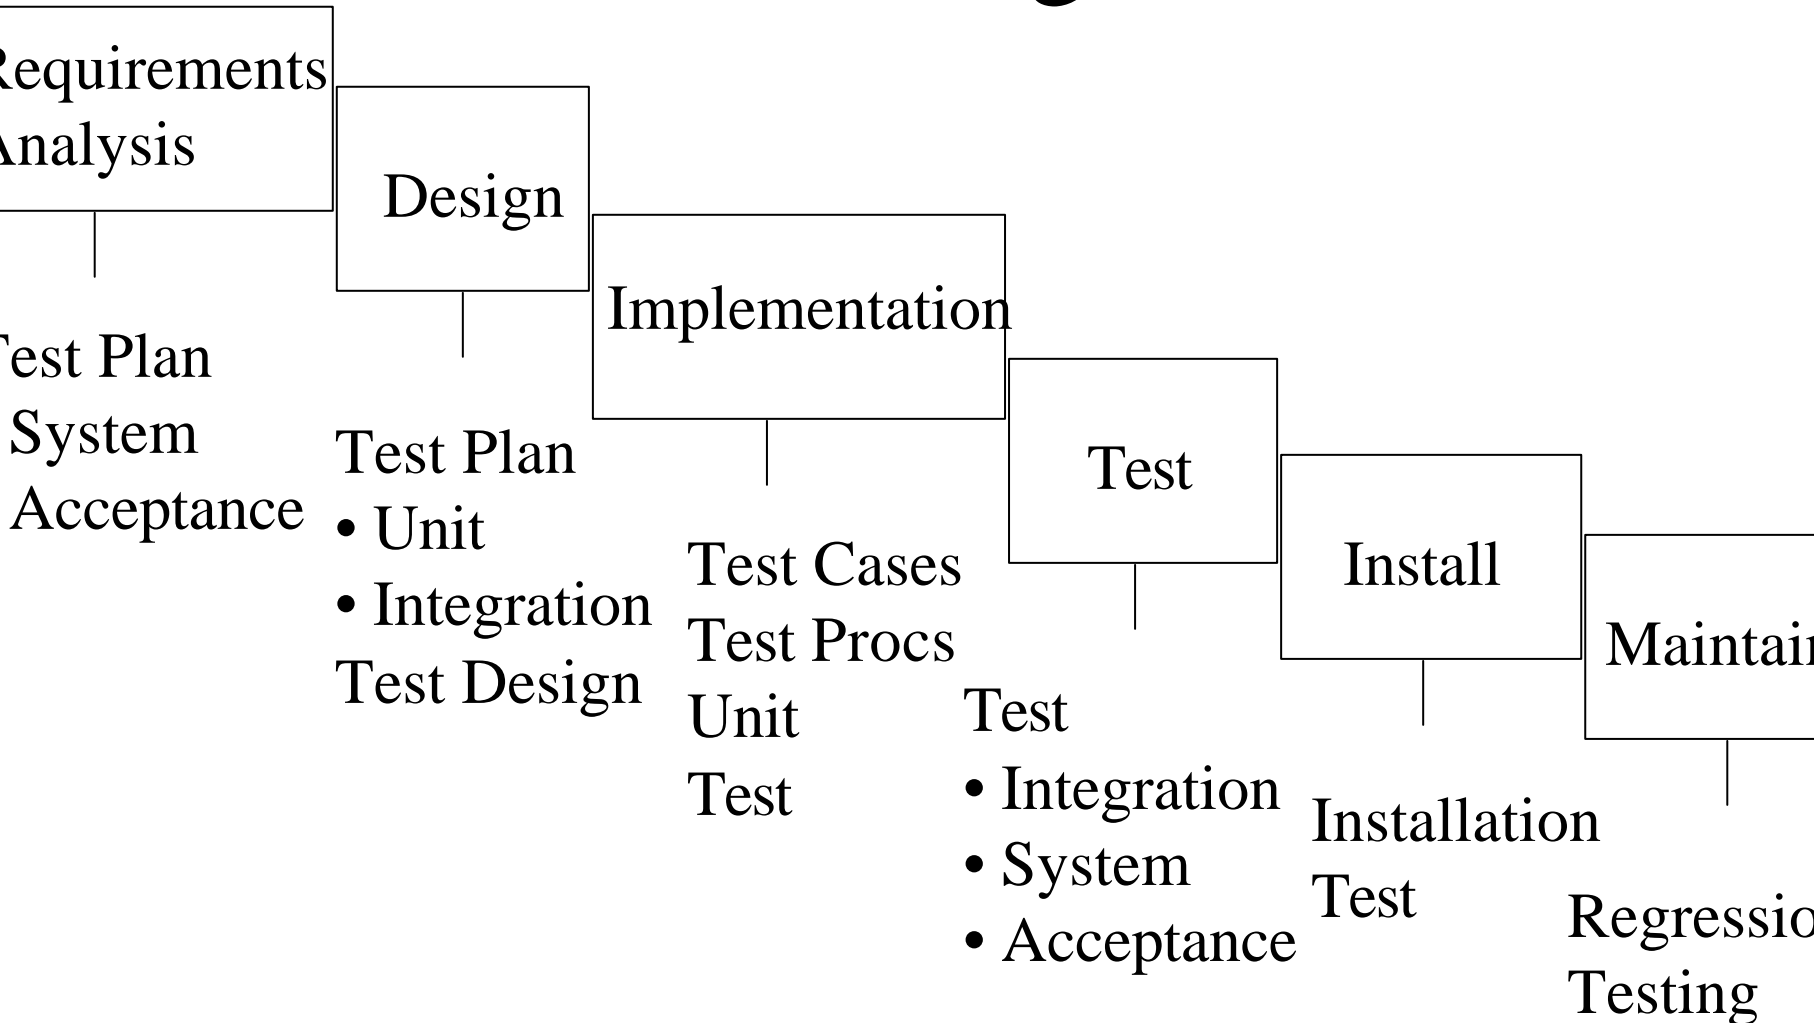 Requirements
Analysis
Design
Implementation
Test
Install
Maintain
Test Plan
System
Acceptance
Test Plan
• Unit
• Integration
Test Design
Test Cases
Test Procs
Unit
Test
Test
• Integration
• System
• Acceptance
Installation
Test
Regressio
Testing